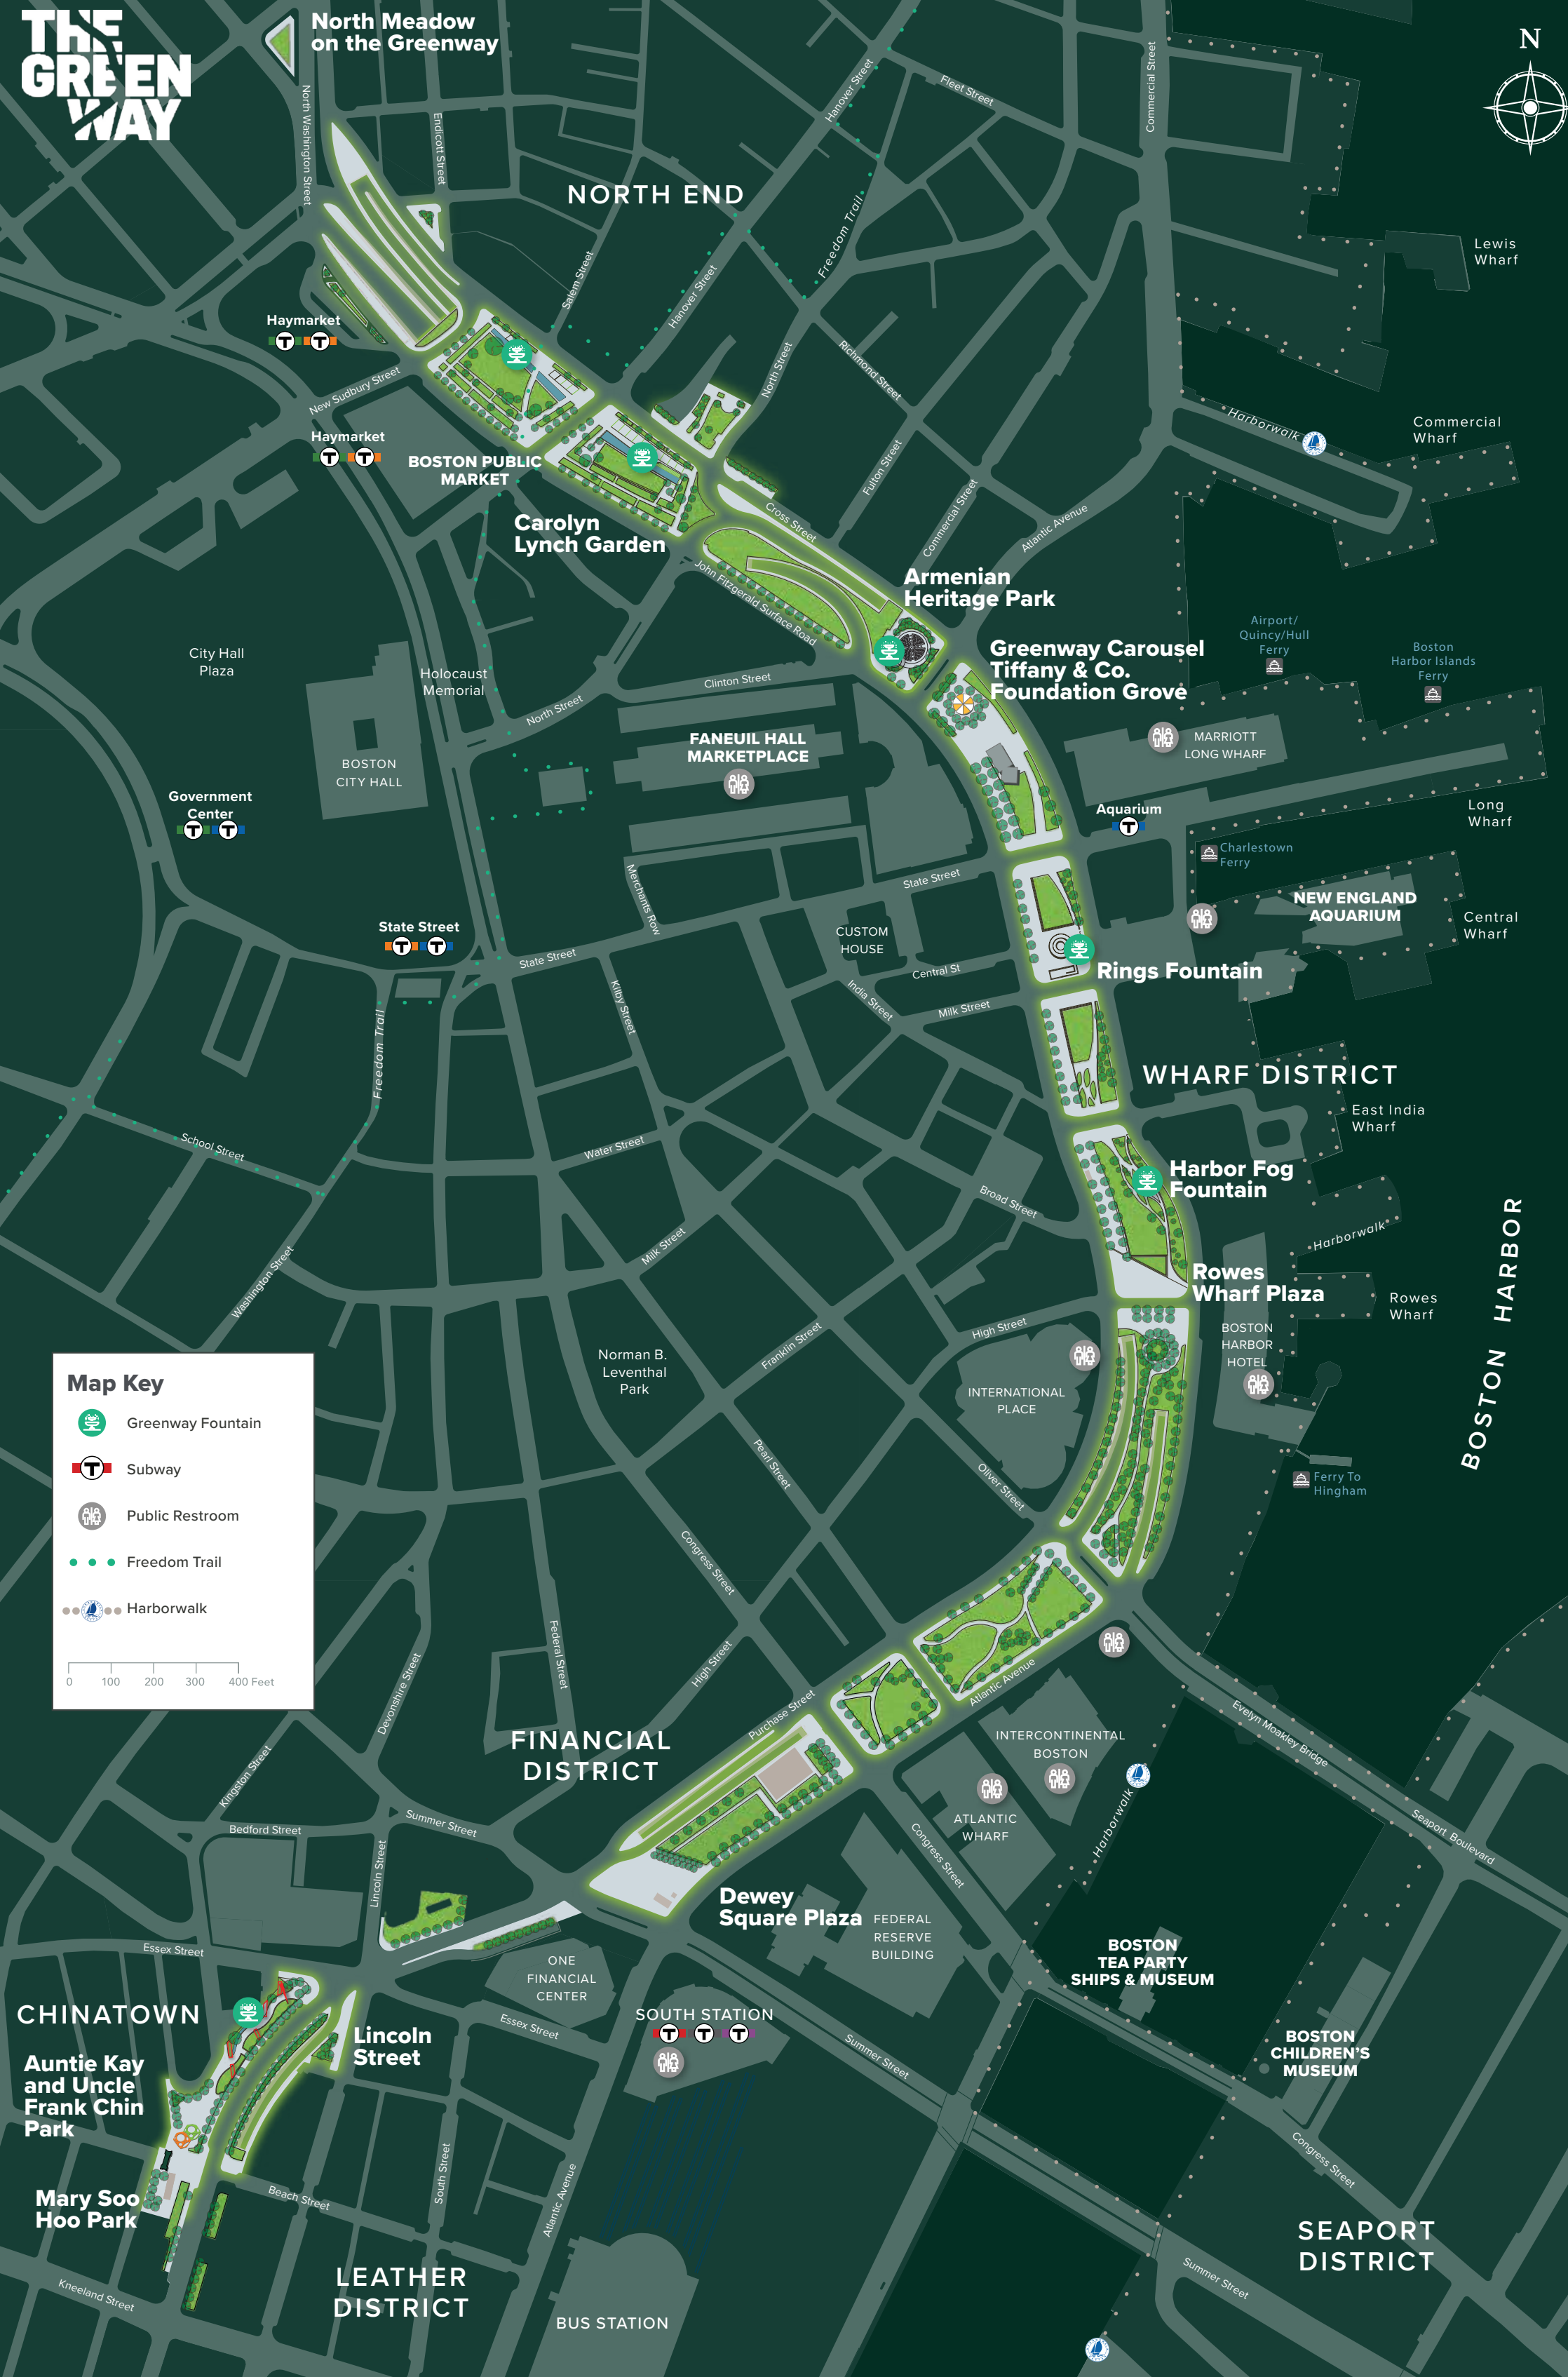 THE
GREEN
WAY
North Meadow
on the Greenway
N
North Washington Street
Endicott Street
Hanover Street
Fleet Street
Commercial Street
NORTH END
Freedom Trail
Lewis
Wharf
Salem Street
Hanover Street
Haymarket
T
T
North Street
Richmond Street
New Sudbury Street
Haymarket
T
T
BOSTON PUBLIC
MARKET
Harborwalk
Commercial
Wharf
Fulton Street
Commercial Street
Cross Street
Atlantic Avenue
Carolyn
Lynch Garden
John Fitzgerald Surface Road
Armenian
Heritage Park
Greenway Carousel
Tiffany & Co.
Foundation Grove
Airport/
Quincy/Hull
Ferry
Boston
Harbor Islands
Ferry
City Hall
Plaza
Holocaust
Memorial
Clinton Street
North Street
FANEUIL HALL
MARKETPLACE
MARRIOTT
LONG WHARF
BOSTON
CITY HALL
Government
Center
T
T
Aquarium
T
Long
Wharf
Charlestown
Ferry
Merchants Row
State Street
NEW ENGLAND
AQUARIUM
Central
Wharf
State Street
T
T
CUSTOM
HOUSE
State Street
Central St
Rings Fountain
Kilby Street
India Street
Milk Street
Freedom Trail
WHARF DISTRICT
East India
Wharf
School Street
Water Street
Harbor Fog
Fountain
Broad Street
Harborwalk
Milk Street
Washington Street
Rowes
Wharf Plaza
Rowes
Wharf
BOSTON HARBOR
High Street
BOSTON
HARBOR
HOTEL
Norman B.
Leventhal
Park
Franklin Street
INTERNATIONAL
PLACE
Map Key
Greenway Fountain
T
Subway
Public Restroom
Freedom Trail
Harborwalk
0 100 200 300 400 Feet
Pearl Street
Oliver Street
Ferry To
Hingham
Congress Street
Federal Street
High Street
Devonshire Street
Purchase Street
Atlantic Avenue
Evelyn Moakley Bridge
FINANCIAL
DISTRICT
INTERCONTINENTAL
BOSTON
Kingston Street
Summer Street
Bedford Street
ATLANTIC
WHARF
Harborwalk
Seaport Boulevard
Congress Street
Lincoln Street
Dewey
Square Plaza
FEDERAL
RESERVE
BUILDING
Essex Street
ONE
FINANCIAL
CENTER
BOSTON
TEA PARTY
SHIPS & MUSEUM
CHINATOWN
Essex Street
SOUTH STATION
T
T
T
Lincoln
Street
Summer Street
BOSTON
CHILDREN'S
MUSEUM
Auntie Kay
and Uncle
Frank Chin
Park
Congress Street
South Street
Atlantic Avenue
Mary Soo
Hoo Park
Beach Street
SEAPORT
DISTRICT
Summer Street
Kneeland Street
LEATHER
DISTRICT
BUS STATION